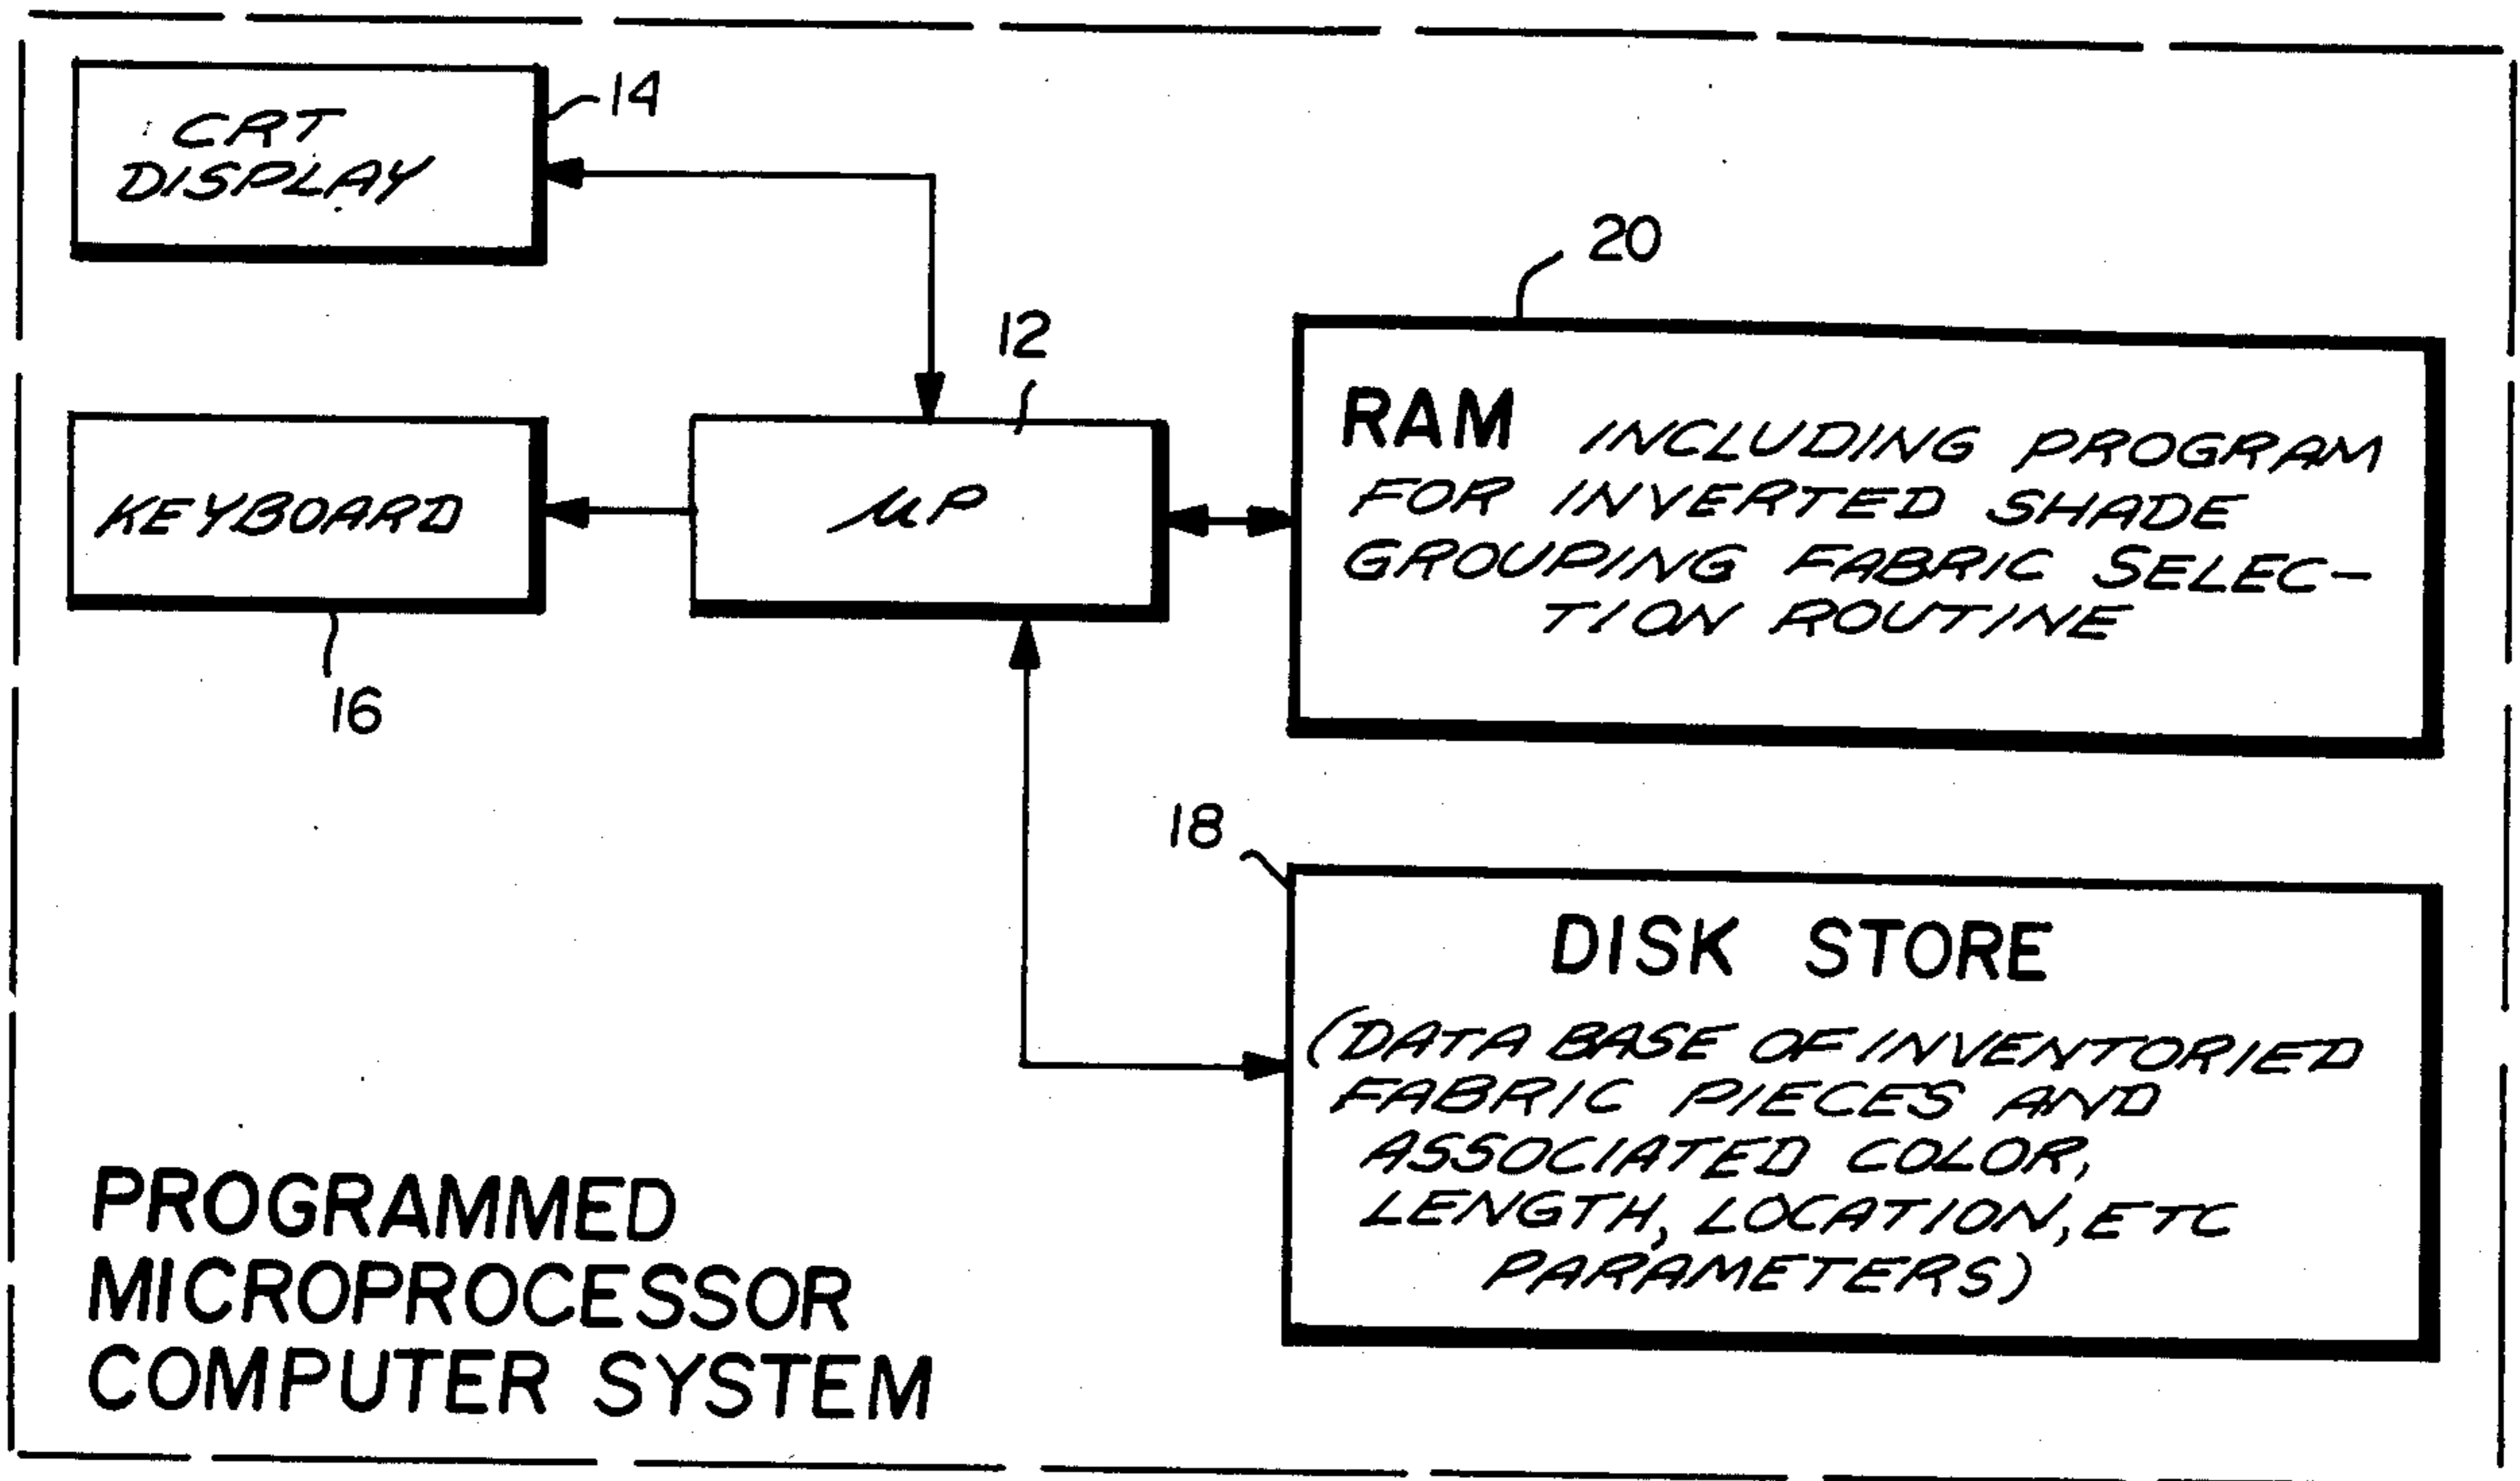 14
CRT
DISPLAY
20
12
RAM INCLUDING PROGRAM
FOR INVERTED SHADE
GROUPING FABRIC SELEC-
TION ROUTINE
KEYBOARD
μP
16
18
DISK STORE
(DATA BASE OF INVENTORIED
FABRIC PIECES AND
ASSOCIATED COLOR,
LENGTH, LOCATION, ETC
PARAMETERS)
PROGRAMMED
MICROPROCESSOR
COMPUTER SYSTEM